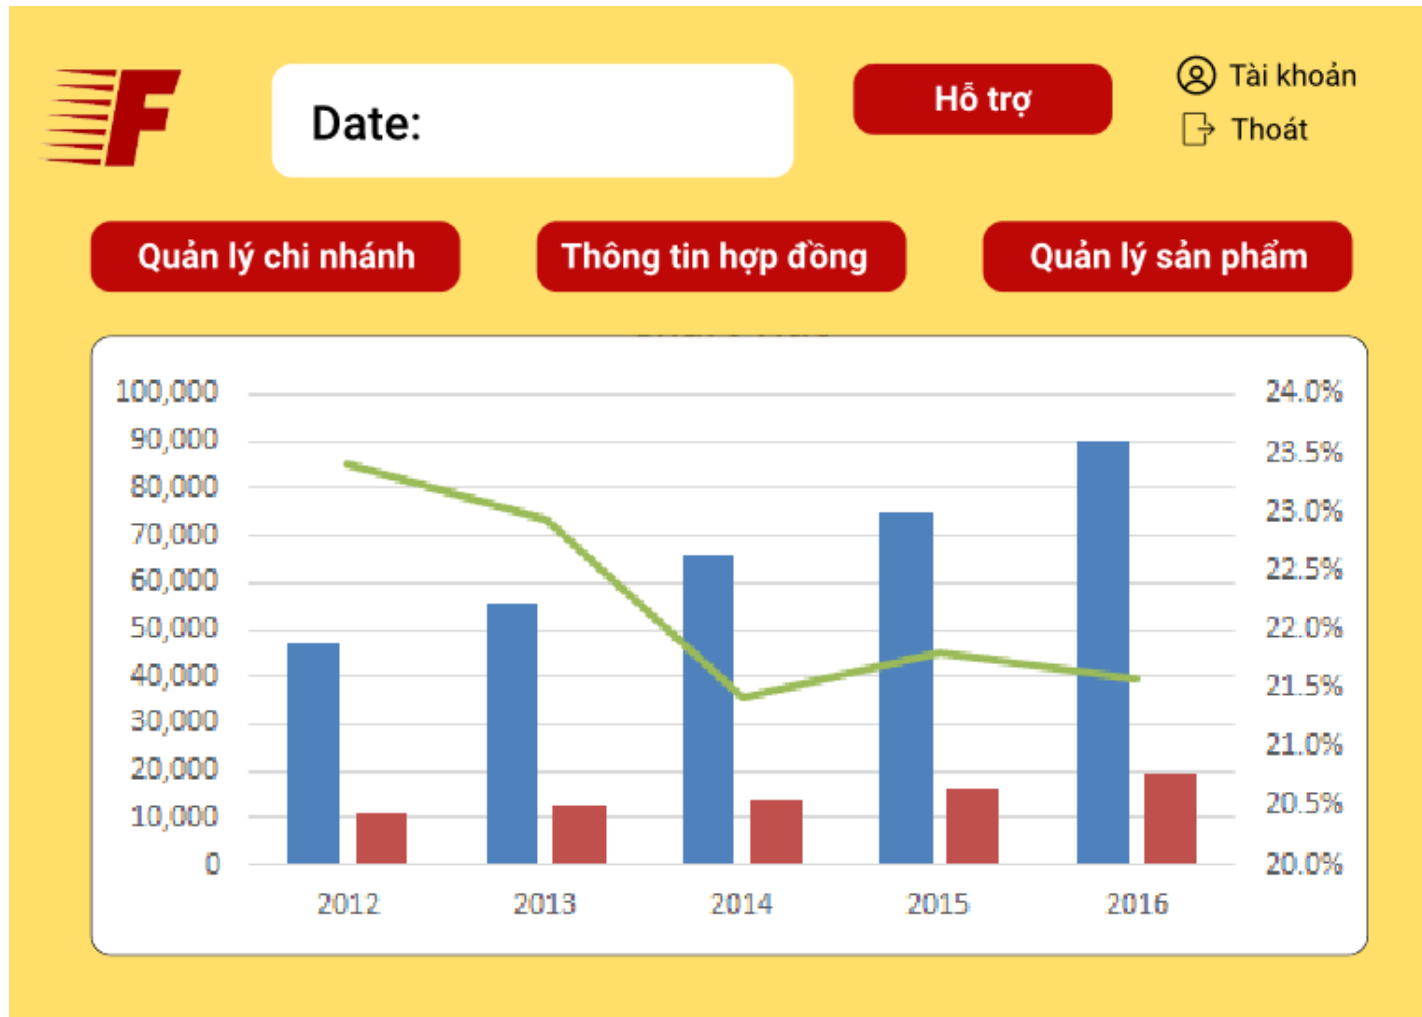 F
Date:
Hỗ trợ
Tài khoản
Thoát
Quản lý chi nhánh
Thông tin hợp đồng
Quản lý sản phẩm
100,000
90,000
80,000
70,000
60,000
50,000
40,000
30,000
20,000
10,000
0
24.0%
23.5%
23.0%
22.5%
22.0%
21.5%
21.0%
20.5%
20.0%
2012 2013 2014 2015 2016